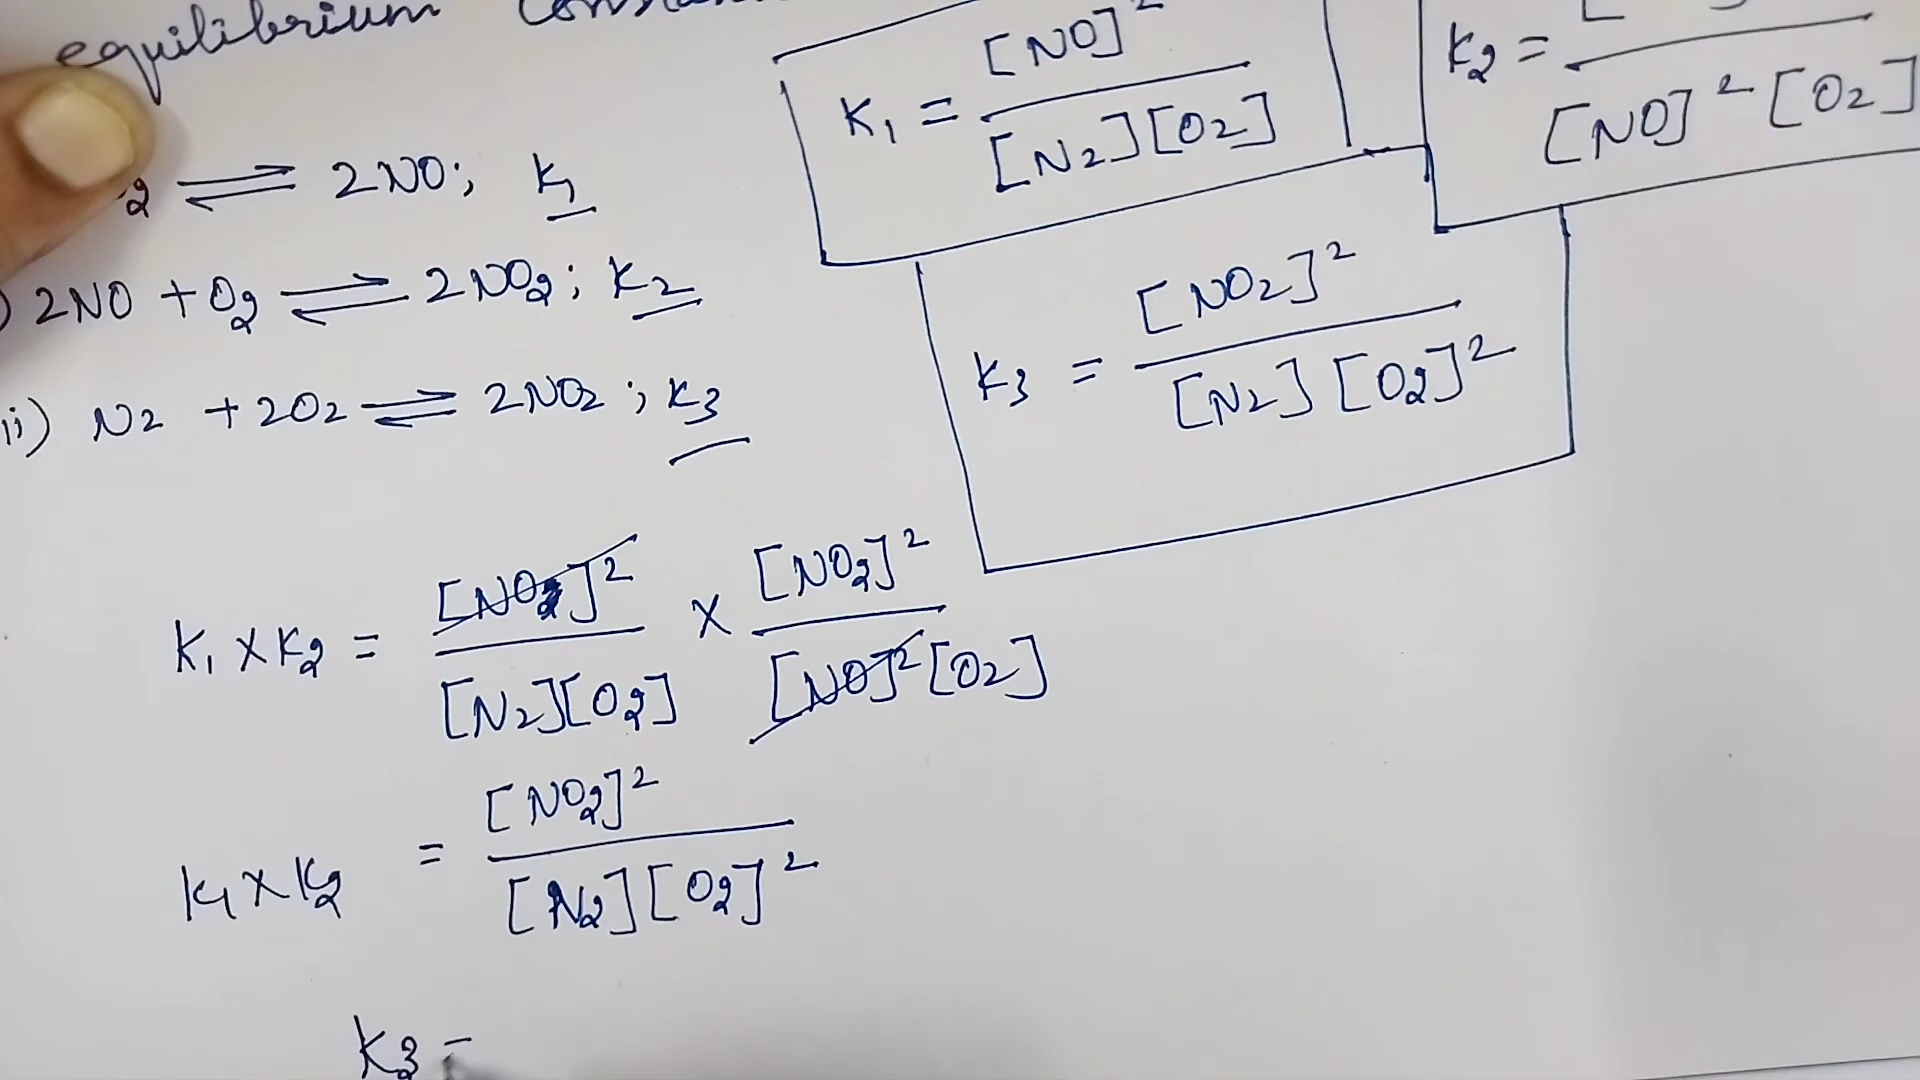 equilibrium
2 ⇌ 2NO; K1
2NO + O2 ⇌ 2NO2; K2
ii) N2 + 2O2 ⇌ 2NO2; K3
K1 = [NO]^2 / [N2][O2]
K2 = / [NO]^2 [O2]
K3 = [NO2]^2 / [N2][O2]^2
K1 × K2 = [NO2]^2 / [N2][O2] × [NO2]^2 / [NO]^2 [O2]
K1 × K2 = [NO2]^2 / [N2][O2]^2
K3 =